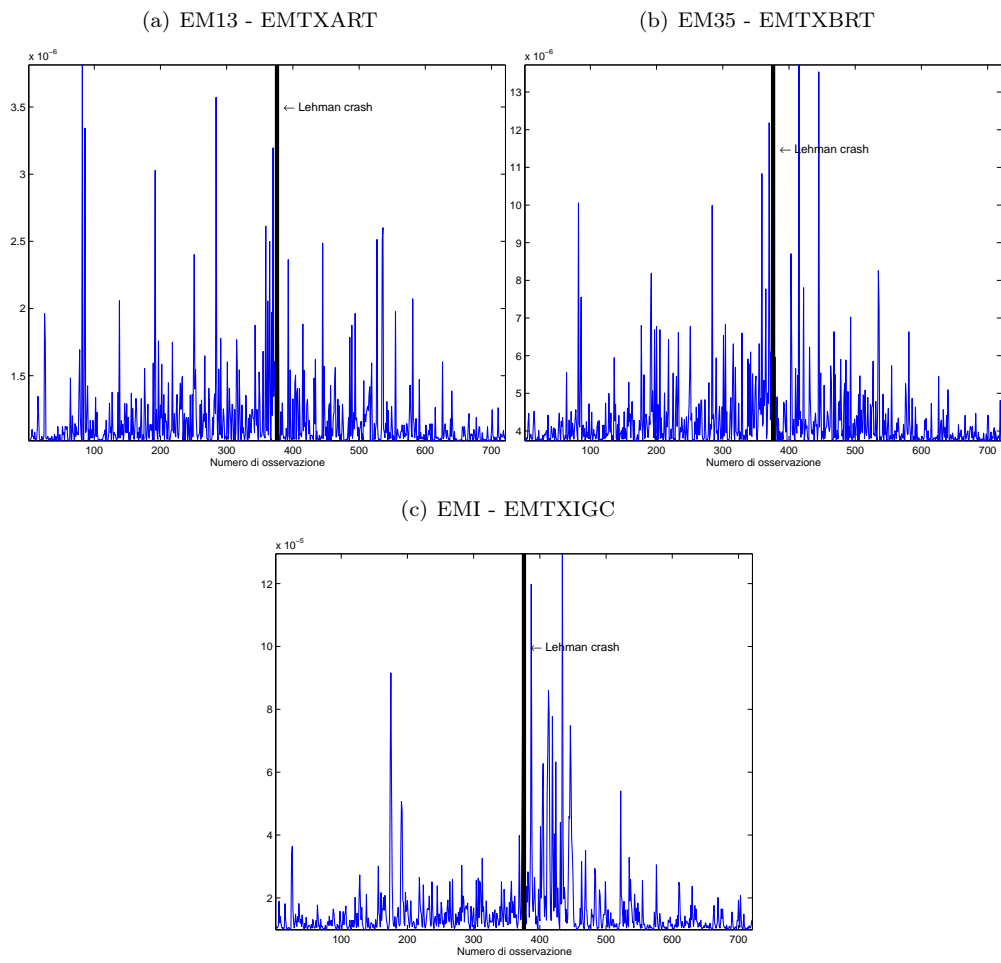 (a) EM13 - EMTXART
x 10⁻⁶
3.5
3
2.5
2
1.5
← Lehman crash
100 200 300 400 500 600 700
Numero di osservazione
(b) EM35 - EMTXBRT
x 10⁻⁶
13
12
11
10
9
8
7
6
5
4
← Lehman crash
100 200 300 400 500 600 700
Numero di osservazione
(c) EMI - EMTXIGC
x 10⁻⁵
12
10
8
6
4
2
← Lehman crash
100 200 300 400 500 600 700
Numero di osservazione